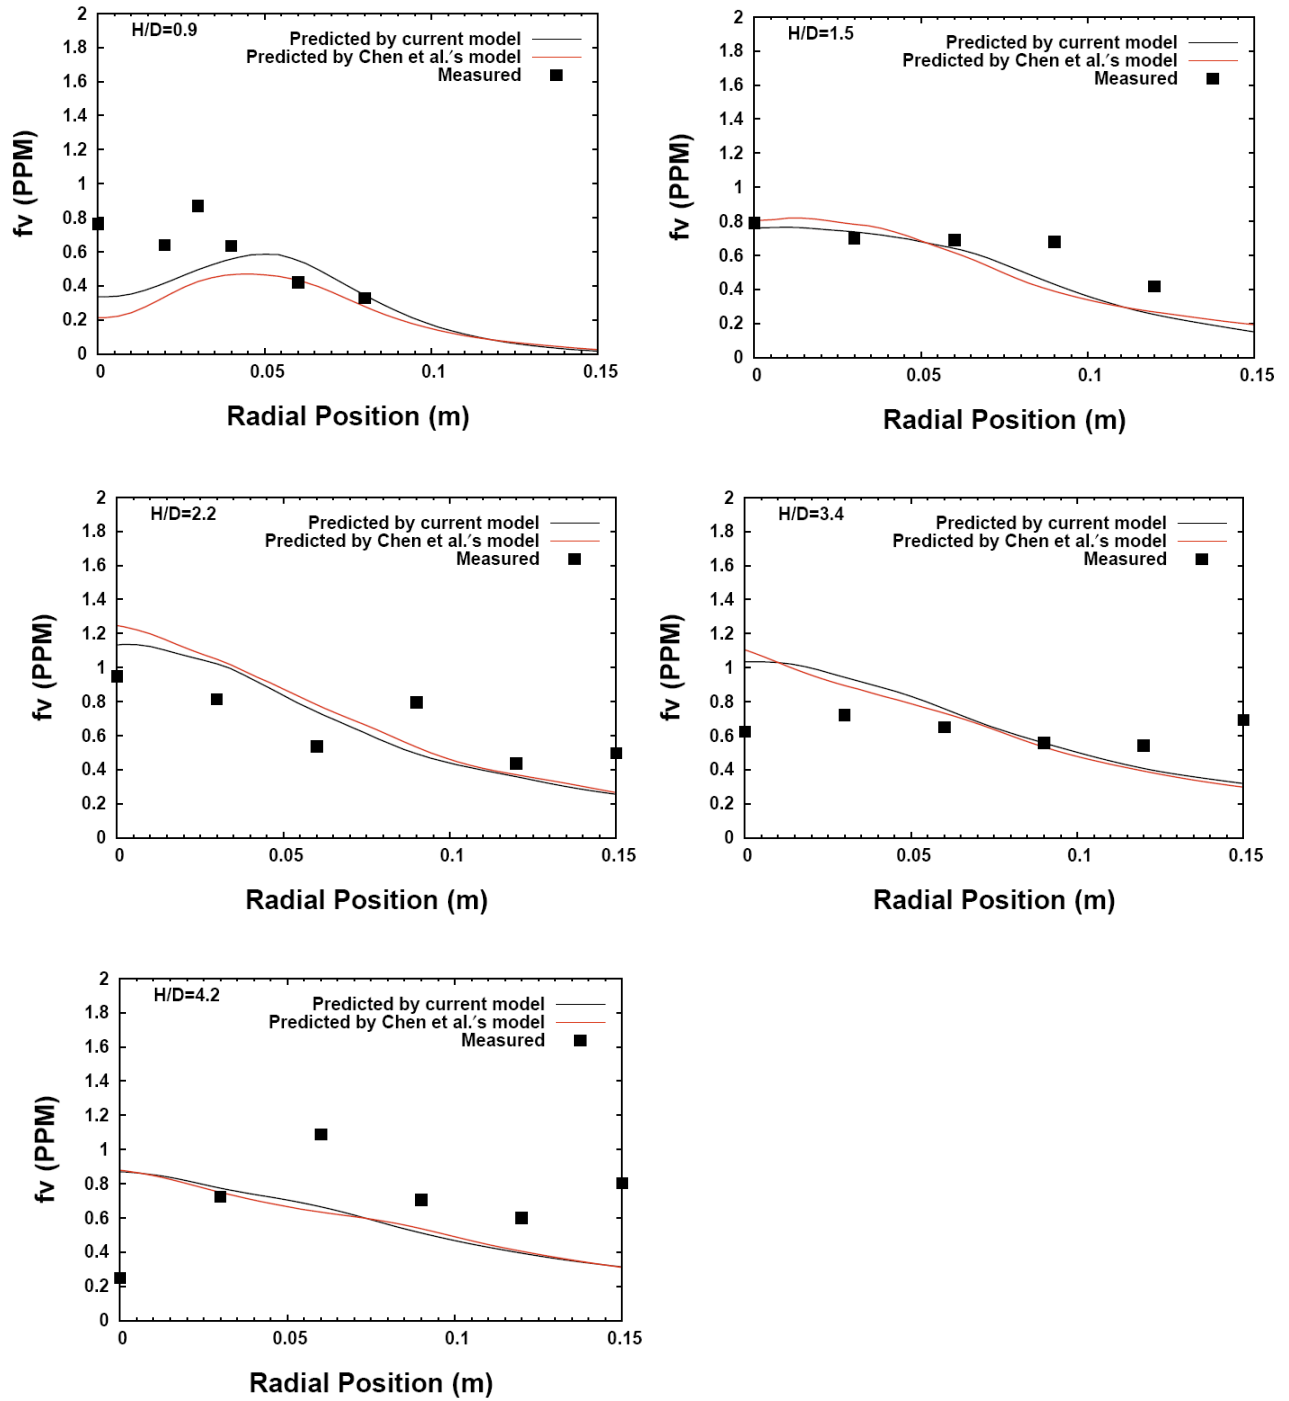 H/D=0.9
Predicted by current model
Predicted by Chen et al.′s model
Measured
2
1.8
1.6
1.4
1.2
1
0.8
0.6
0.4
0.2
0
fv (PPM)
0 0.05 0.1 0.15
Radial Position (m)
H/D=1.5
Predicted by current model
Predicted by Chen et al.′s model
Measured
2
1.8
1.6
1.4
1.2
1
0.8
0.6
0.4
0.2
0
fv (PPM)
0 0.05 0.1 0.15
Radial Position (m)
H/D=2.2
Predicted by current model
Predicted by Chen et al.′s model
Measured
2
1.8
1.6
1.4
1.2
1
0.8
0.6
0.4
0.2
0
fv (PPM)
0 0.05 0.1 0.15
Radial Position (m)
H/D=3.4
Predicted by current model
Predicted by Chen et al.′s model
Measured
2
1.8
1.6
1.4
1.2
1
0.8
0.6
0.4
0.2
0
fv (PPM)
0 0.05 0.1 0.15
Radial Position (m)
H/D=4.2
Predicted by current model
Predicted by Chen et al.′s model
Measured
2
1.8
1.6
1.4
1.2
1
0.8
0.6
0.4
0.2
0
fv (PPM)
0 0.05 0.1 0.15
Radial Position (m)